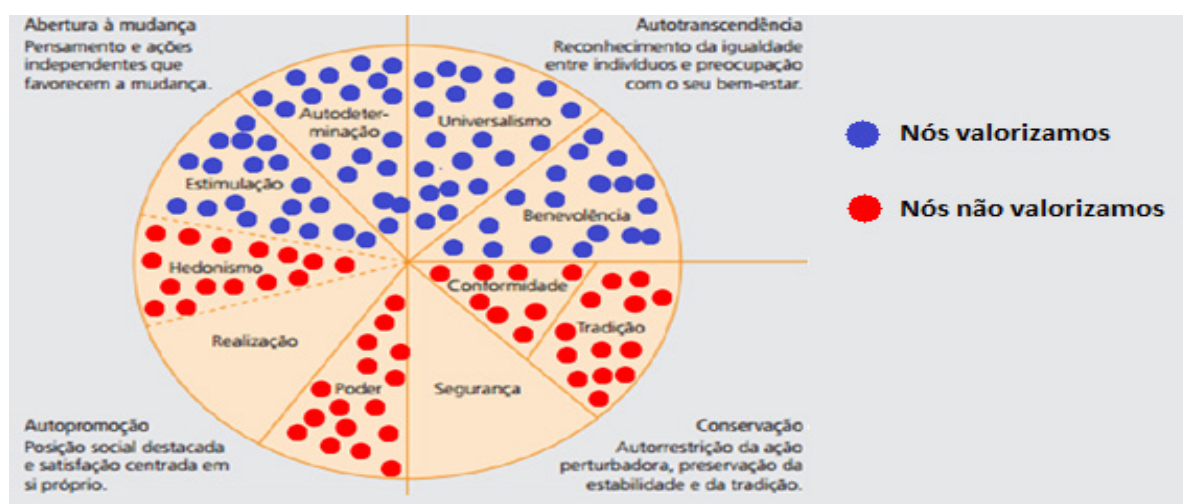 Abertura à mudança
Pensamento e ações
independentes que
favorecem a mudança.
Autotranscendência
Reconhecimento da igualdade
entre indivíduos e preocupação
com o seu bem-estar.
Autodeter-
minação
Universalismo
Estimulação
Benevolência
Hedonismo
Conformidade
Realização
Tradição
Poder
Segurança
Autopromoção
Posição social destacada
e satisfação centrada em
si próprio.
Conservação
Autorrestrição da ação
perturbadora, preservação da
estabilidade e da tradição.
Nós valorizamos
Nós não valorizamos